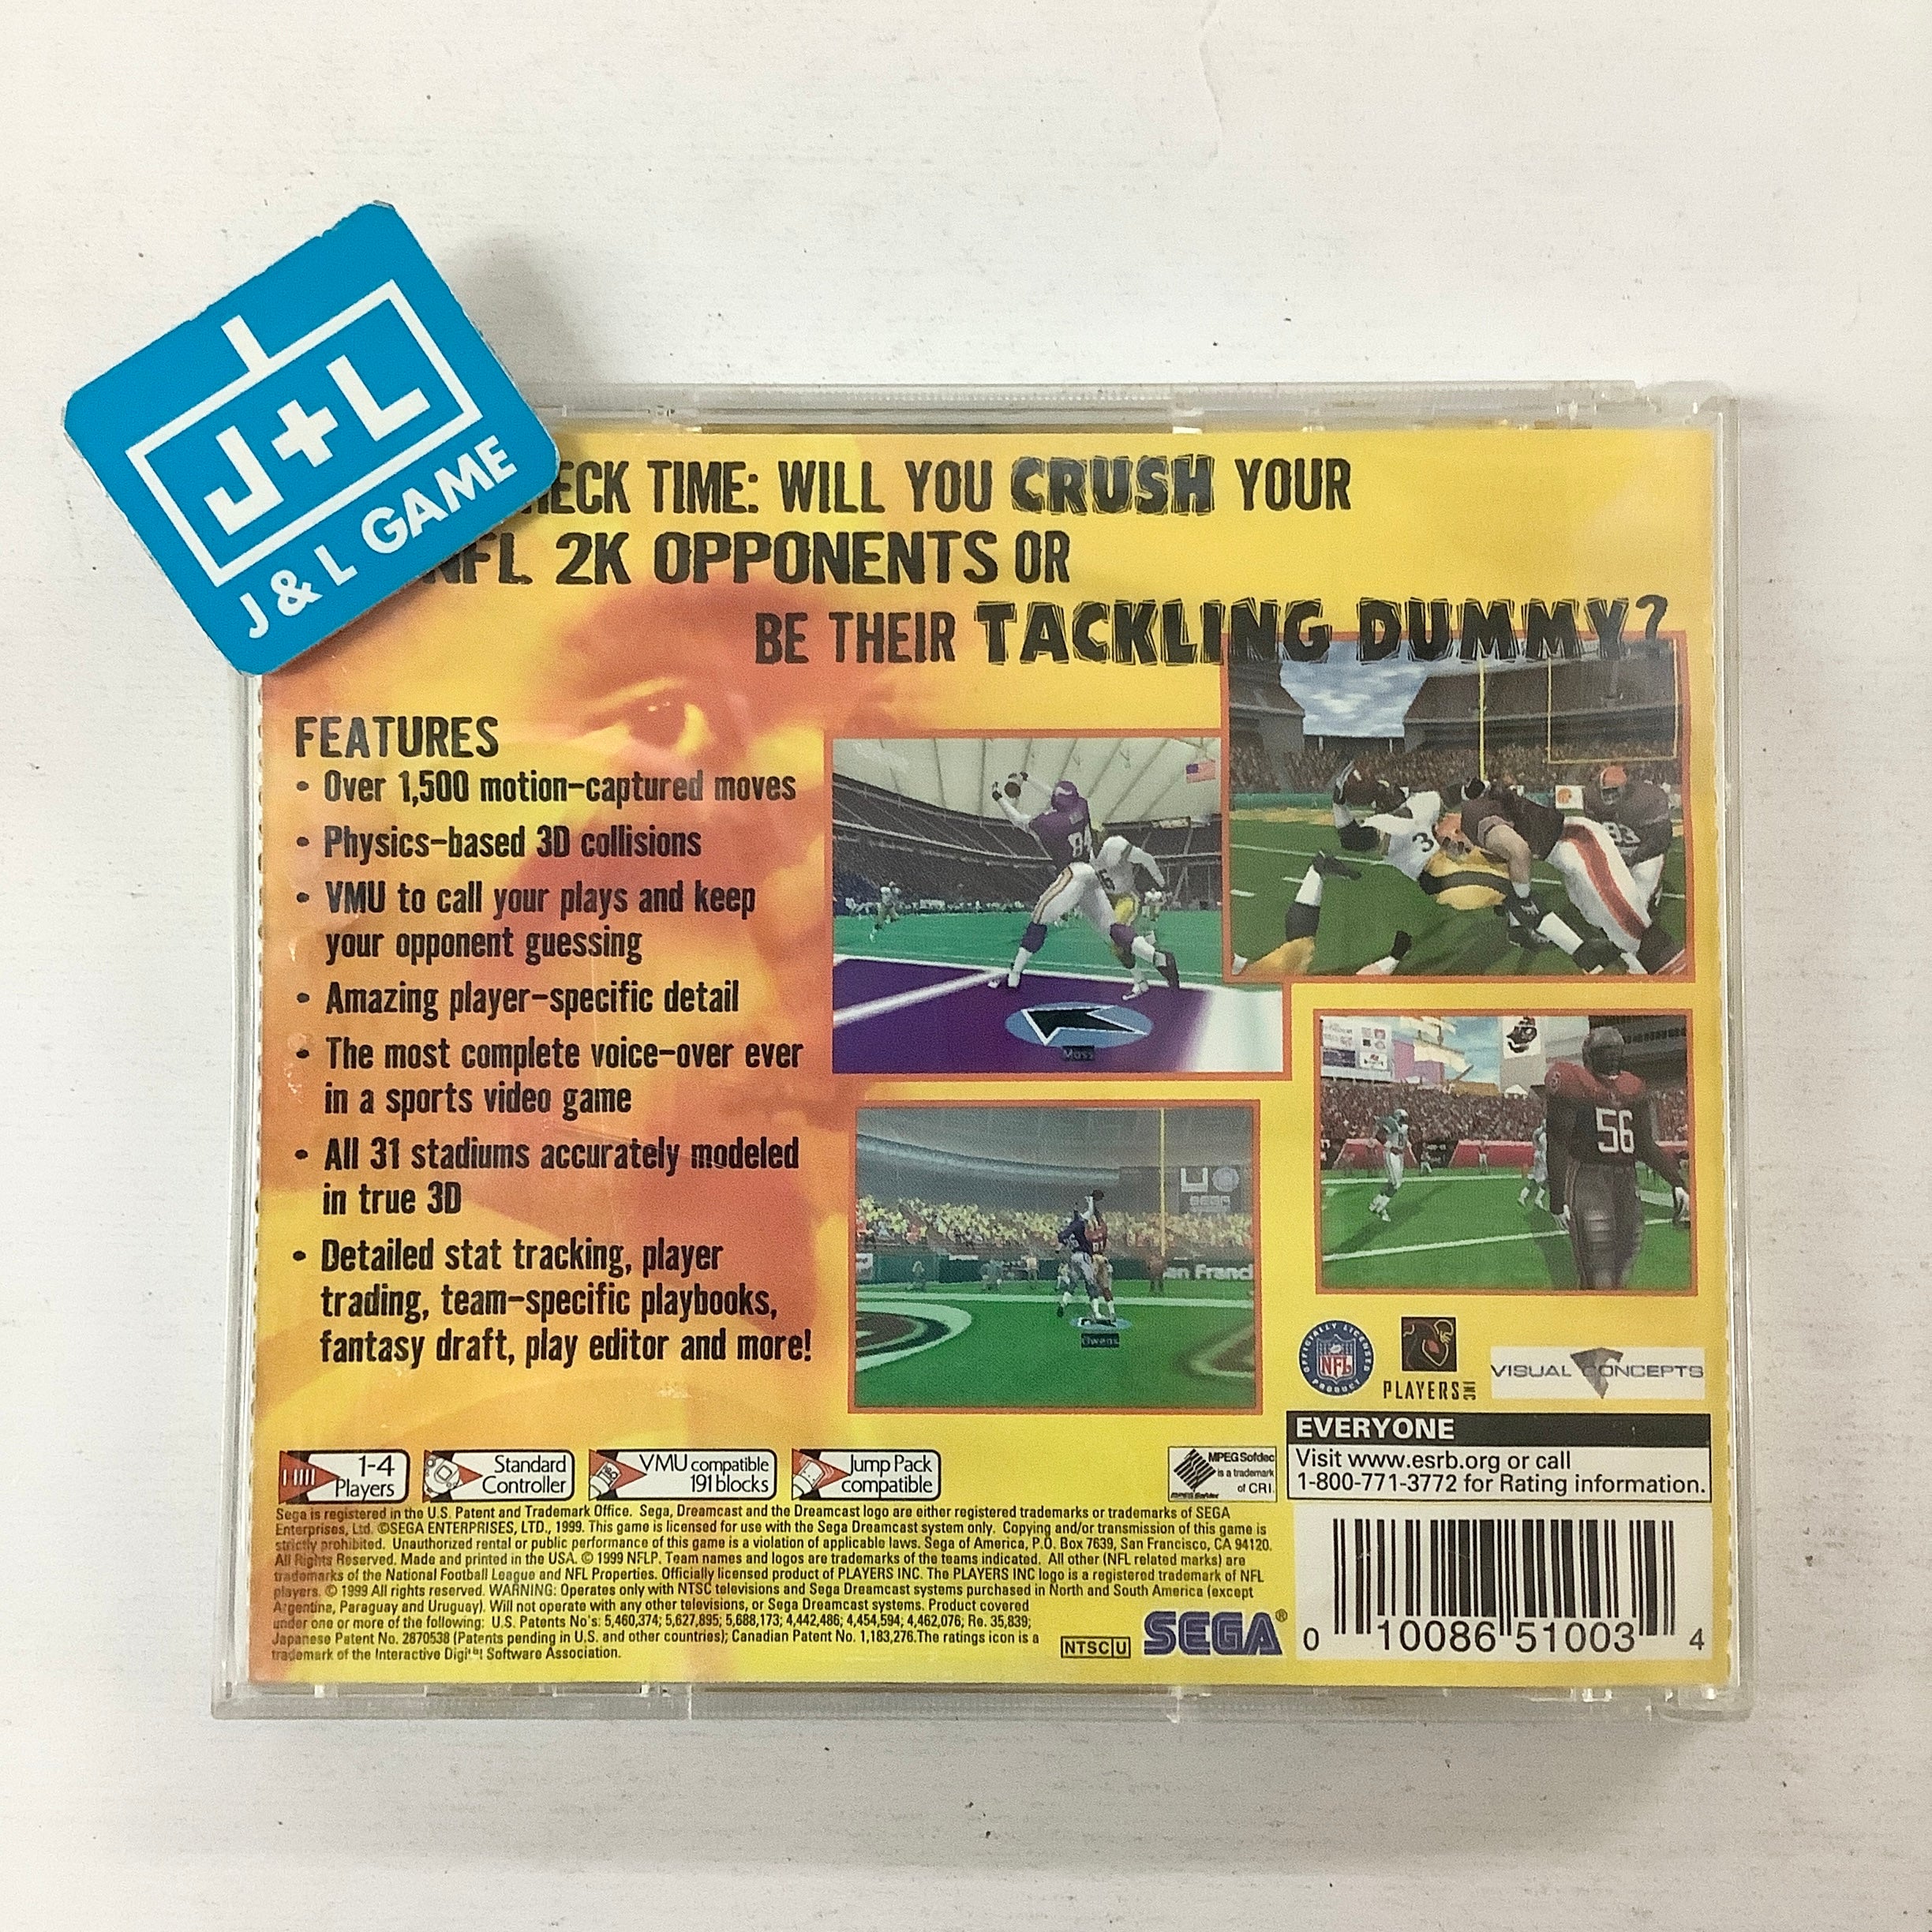 J+L
J & L GAME
TIME: WILL YOU CRUSH YOUR
NFL 2K OPPONENTS OR
BE THEIR TACKLING DUMMY?
FEATURES
• Over 1,500 motion-captured moves
• Physics-based 3D collisions
• VMU to call your plays and keep
your opponent guessing
• Amazing player-specific detail
• The most complete voice-over ever
in a sports video game
• All 31 stadiums accurately modeled
in true 3D
• Detailed stat tracking, player
trading, team-specific playbooks,
fantasy draft, play editor and more!
84
Moss
3
83
56
an Franci
Owens
OFFICIALLY LICENSED
NFL
PRODUCT
PLAYERS INC
VISUAL CONCEPTS
EVERYONE
Visit www.esrb.org or call
1-800-771-3772 for Rating information.
1-4
Players
Standard
Controller
VMU compatible
191 blocks
Jump Pack
compatible
MPEG Sofdec
is a trademark
of CRI.
MPEG Sofdec
Sega is registered in the U.S. Patent and Trademark Office. Sega, Dreamcast and the Dreamcast logo are either registered trademarks or trademarks of SEGA
Enterprises, Ltd. ©SEGA ENTERPRISES, LTD., 1999. This game is licensed for use with the Sega Dreamcast system only. Copying and/or transmission of this game is
strictly prohibited. Unauthorized rental or public performance of this game is a violation of applicable laws. Sega of America, P.O. Box 7639, San Francisco, CA 94120.
All Rights Reserved. Made and printed in the USA. © 1999 NFLP. Team names and logos are trademarks of the teams indicated. All other (NFL related marks) are
trademarks of the National Football League and NFL Properties. Officially licensed product of PLAYERS INC. The PLAYERS INC logo is a registered trademark of NFL
players. © 1999 All rights reserved. WARNING: Operates only with NTSC televisions and Sega Dreamcast systems purchased in North and South America (except
Argentina, Paraguay and Uruguay). Will not operate with any other televisions, or Sega Dreamcast systems. Product covered
under one or more of the following: U.S. Patents No's: 5,460,374; 5,627,895; 5,688,173; 4,442,486; 4,454,594; 4,462,076; Re. 35,839;
Japanese Patent No. 2870538 (Patents pending in U.S. and other countries); Canadian Patent No. 1,183,276.The ratings icon is a
trademark of the Interactive Digital Software Association.
NTSC U
SEGA®
0 10086 51003 4